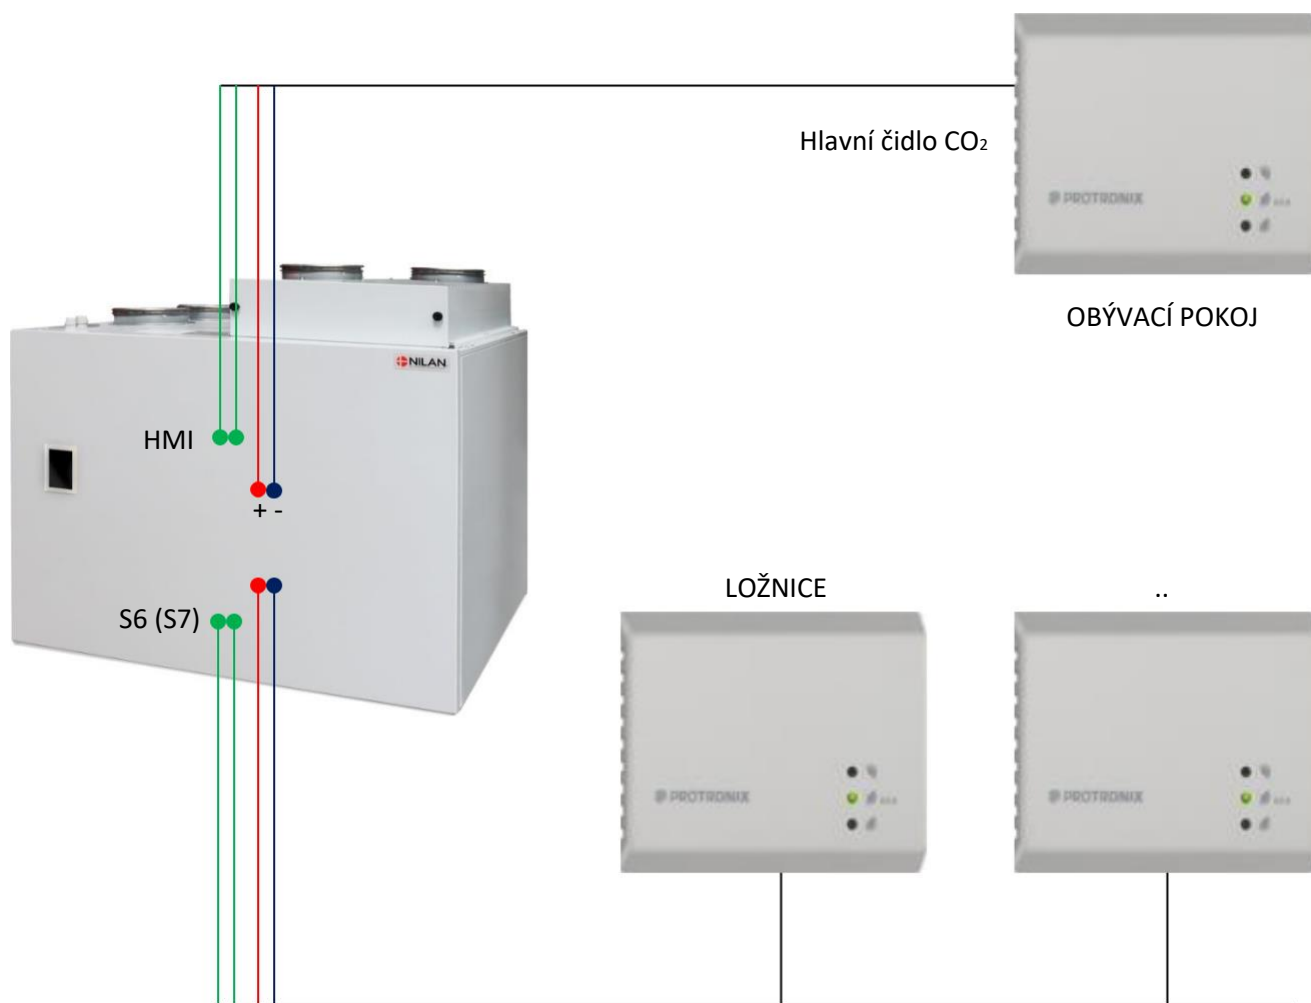 Hlavní čidlo CO₂
PROTRONIX
OBÝVACÍ POKOJ
NILAN
HMI
+ -
LOŽNICE
..
S6 (S7)
PROTRONIX
PROTRONIX